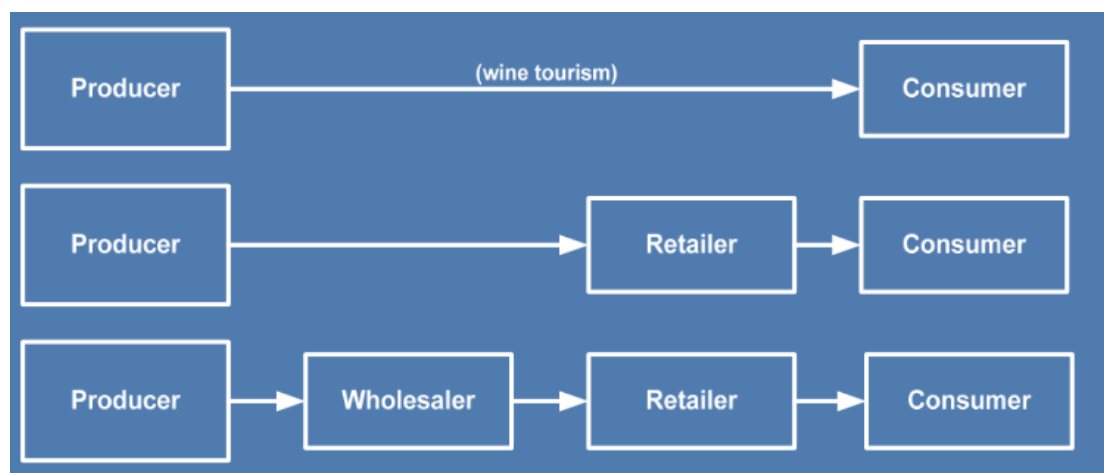 (wine tourism)
Producer
Consumer
Producer
Retailer
Consumer
Producer
Wholesaler
Retailer
Consumer